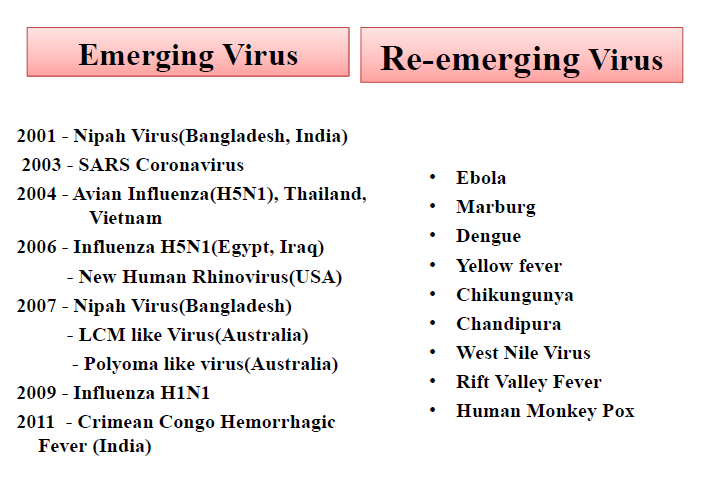 Emerging Virus
Re-emerging Virus
2001 - Nipah Virus(Bangladesh, India)
2003 - SARS Coronavirus
2004 - Avian Influenza(H5N1), Thailand,
Vietnam
2006 - Influenza H5N1(Egypt, Iraq)
- New Human Rhinovirus(USA)
2007 - Nipah Virus(Bangladesh)
- LCM like Virus(Australia)
- Polyoma like virus(Australia)
2009 - Influenza H1N1
2011 - Crimean Congo Hemorrhagic
Fever (India)
• Ebola
• Marburg
• Dengue
• Yellow fever
• Chikungunya
• Chandipura
• West Nile Virus
• Rift Valley Fever
• Human Monkey Pox